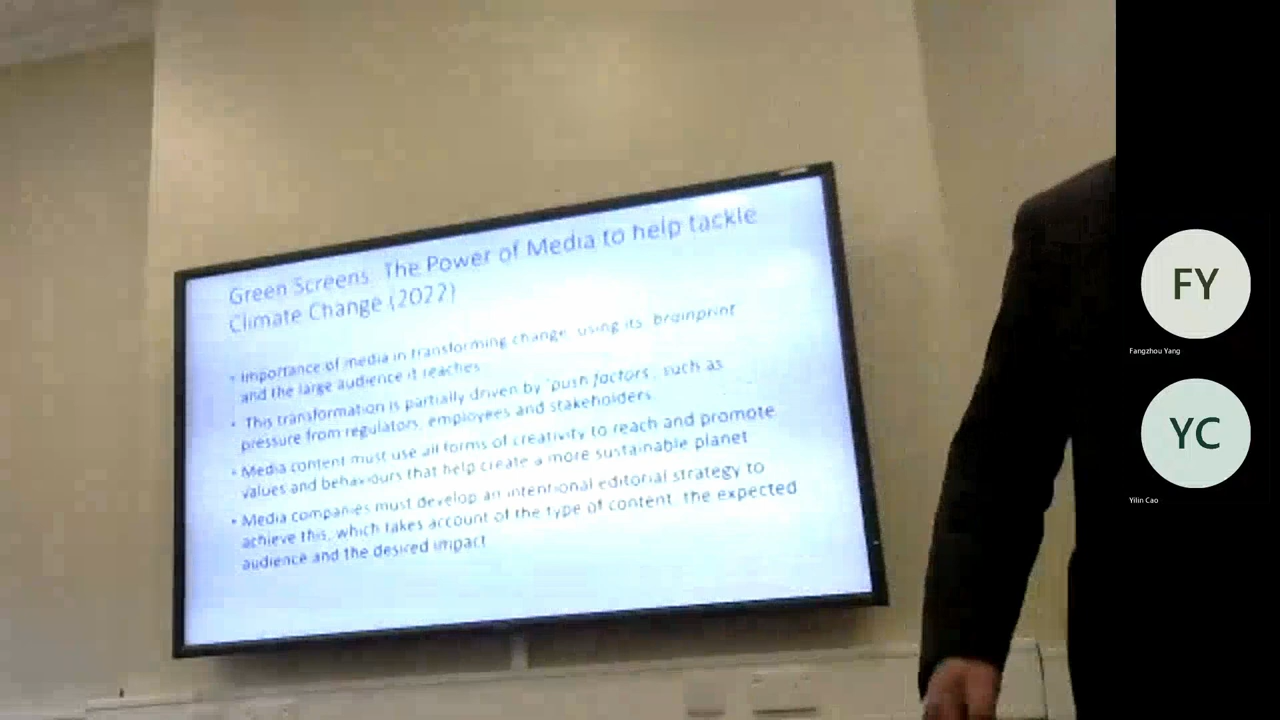 Green Screens: The Power of Media to help tackle
Climate Change (2022)
• Importance of media in transforming change, using its 'brainprint'
and the large audience it reaches
• This transformation is partially driven by 'push factors', such as
pressure from regulators, employees and stakeholders
• Media content must use all forms of creativity to reach and promote
values and behaviours that help create a more sustainable planet
• Media companies must develop an intentional editorial strategy to
achieve this, which takes account of the type of content, the expected
audience and the desired impact
FY
Fangzhou Yang
YC
Yilin Cao